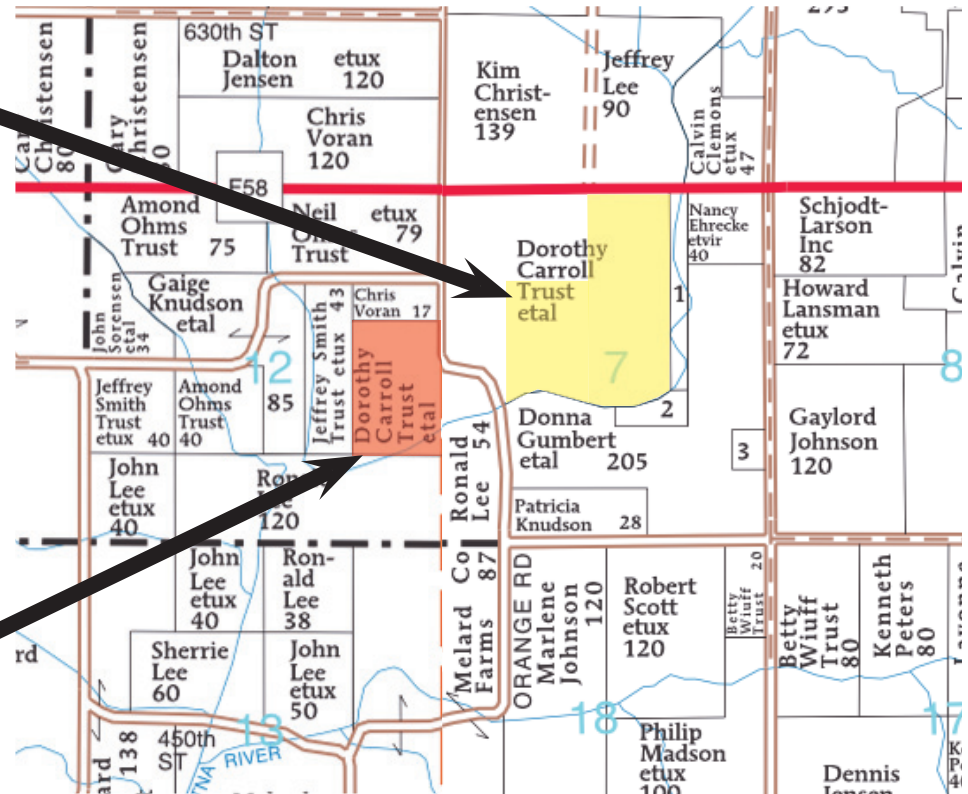 630th ST
Dalton etux
Jensen 120
Chris
Voran
120
Christensen
80
Christensen
Kim
Christ-
ensen
139
Jeffrey
Lee
90
Calvin
Clemons
etux
47
E58
Amond
Ohms
Trust 75
Neil etux
79
Trust
Dorothy
Carroll
Trust
etal
Nancy
Ehrecke
etvir
40
Schjodt-
Larson
Inc
82
Calvin
Howard
Lansman
etux
72
8
Gaige
Knudson
etal
John
Sorensen
etal
34
12
Jeffrey Smith
Trust etux 43
Chris
Voran 17
Dorothy
Carroll
Trust
etal
1
7
2
3
Jeffrey
Smith
Trust
etux 40
Amond
Ohms
Trust
40
85
Ronald
Lee 54
Donna
Gumbert
etal 205
Gaylord
Johnson
120
John
Lee
etux
40
Lee
120
Patricia
Knudson 28
John
Lee
etux
40
Ron-
ald
Lee
38
Melard Co
Farms 87
ORANGE RD
Marlene
Johnson
120
Robert
Scott
etux
120
Betty
Wiuff
Trust
20
Betty
Wiuff
Trust
80
Kenneth
Peters
80
rd
Sherrie
Lee
60
John
Lee
etux
50
13
18
17
450th
ST
RIVER
138
Philip
Madson
etux
100
Dennis